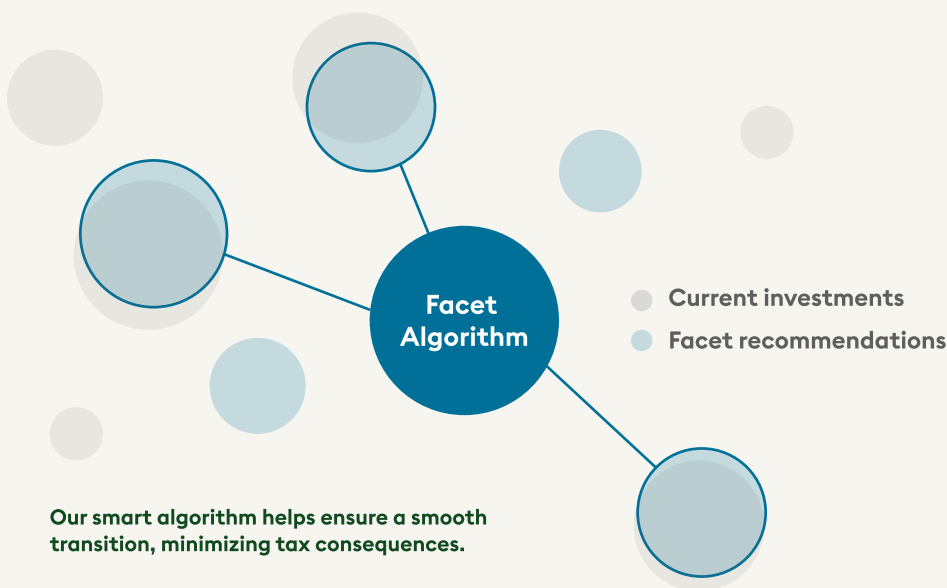 Facet
Algorithm
Current investments
Facet recommendations
Our smart algorithm helps ensure a smooth
transition, minimizing tax consequences.